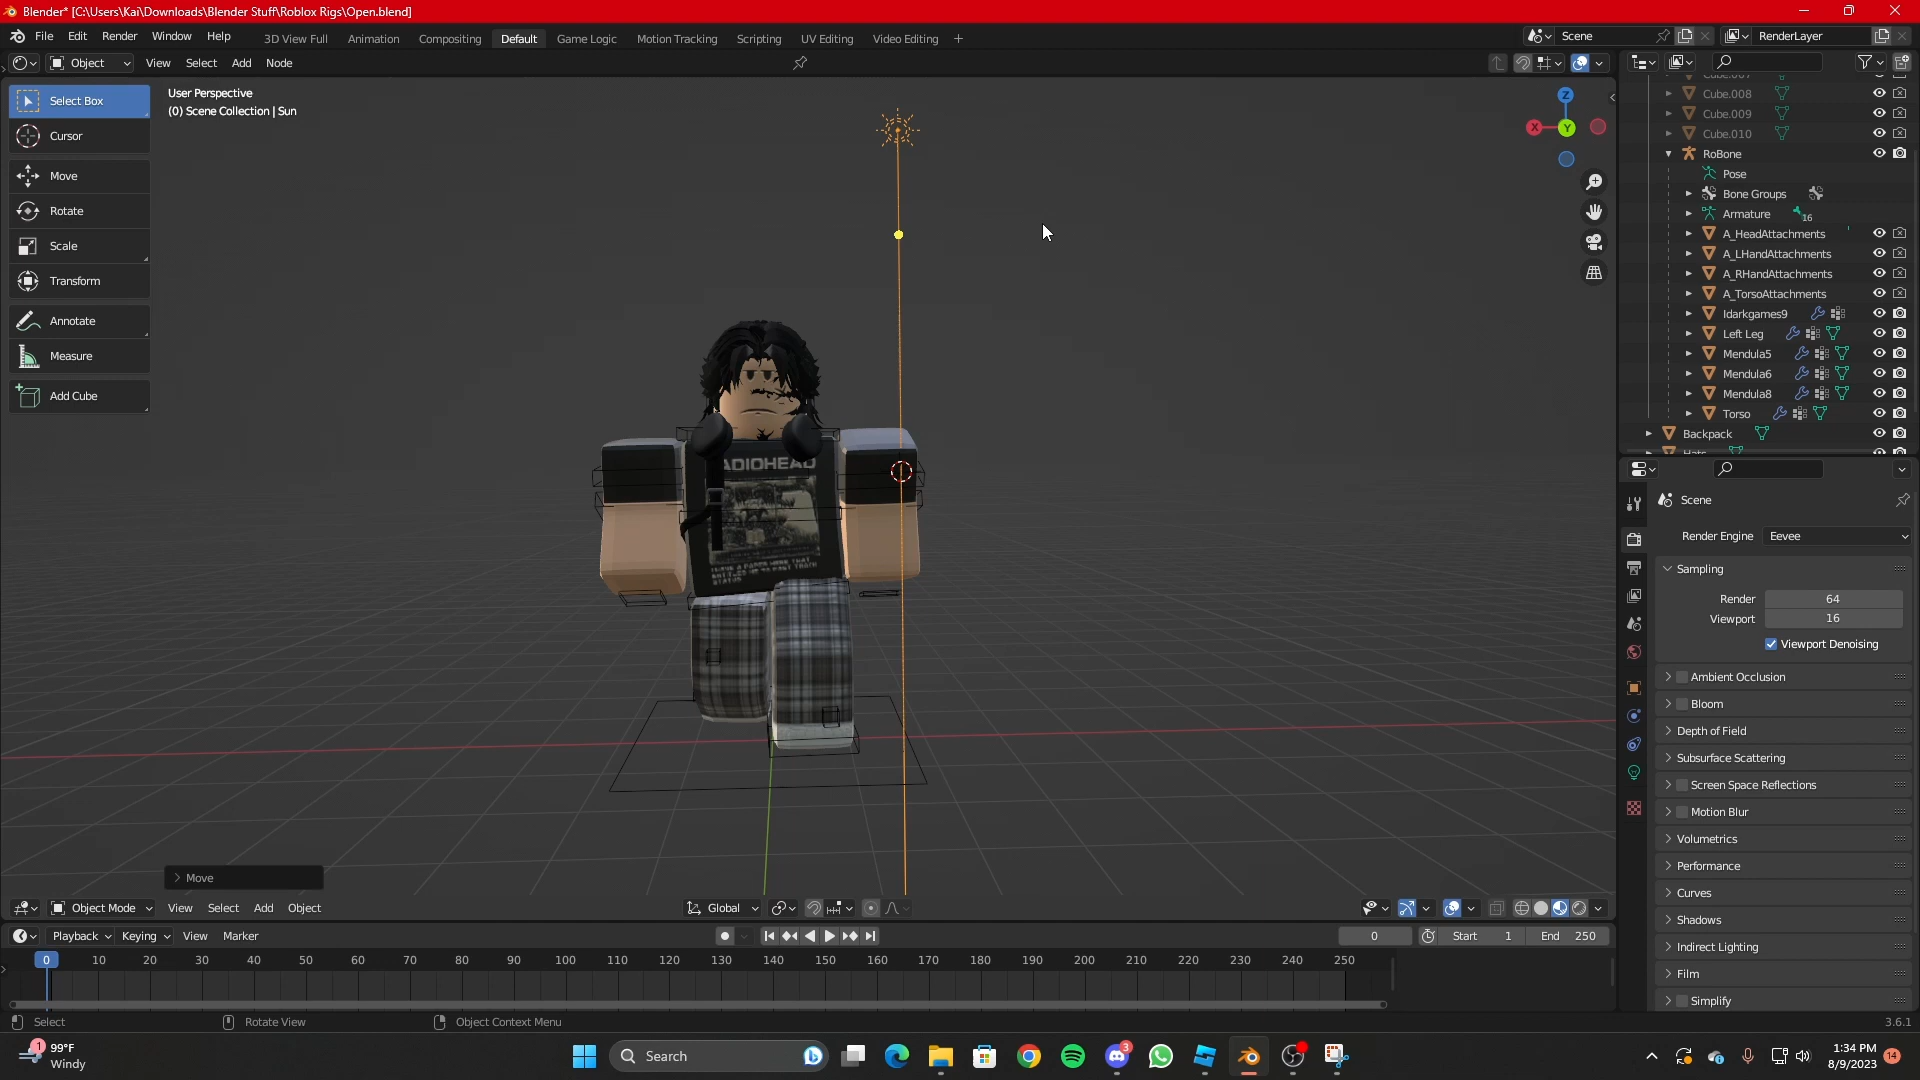 Blender* [C:\Users\Kai\Downloads\Blender Stuff\Roblox Rigs\Open.blend]
File Edit Render Window Help
3D View Full Animation Compositing Default Game Logic Motion Tracking Scripting UV Editing Video Editing +
Scene
RenderLayer
Object View Select Add Node
Select Box
Cursor
Move
Rotate
Scale
Transform
Annotate
Measure
Add Cube
User Perspective
(0) Scene Collection | Sun
Z
X
Y
RADIOHEAD
Move
Cube.007
Cube.008
Cube.009
Cube.010
RoBone
Pose
Bone Groups
Armature 16
A_HeadAttachments
A_LHandAttachments
A_RHandAttachments
A_TorsoAttachments
Idarkgames9
Left Leg
Mendula5
Mendula6
Mendula8
Torso
Backpack
Hats
Scene
Render Engine Eevee
Sampling
Render 64
Viewport 16
Viewport Denoising
Ambient Occlusion
Bloom
Depth of Field
Subsurface Scattering
Screen Space Reflections
Motion Blur
Volumetrics
Performance
Curves
Shadows
Indirect Lighting
Film
Simplify
Object Mode View Select Add Object
Global
Playback Keying View Marker
0 Start 1 End 250
0 10 20 30 40 50 60 70 80 90 100 110 120 130 140 150 160 170 180 190 200 210 220 230 240 250
Select Rotate View Object Context Menu
3.6.1
1 99°F
Windy
Search
3
1:34 PM
8/9/2023
14